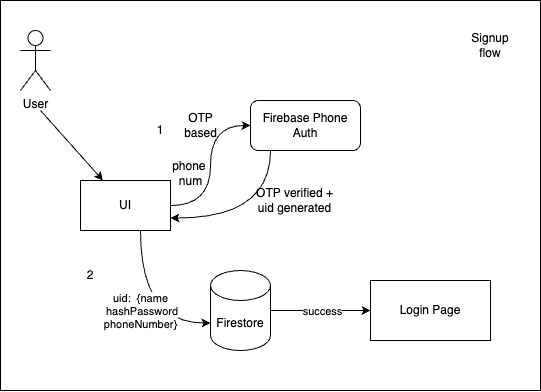 Signup
flow
User
1
OTP
based
Firebase Phone
Auth
phone
num
OTP verified +
uid generated
UI
2
uid: {name
hashPassword
phoneNumber}
Firestore
success
Login Page